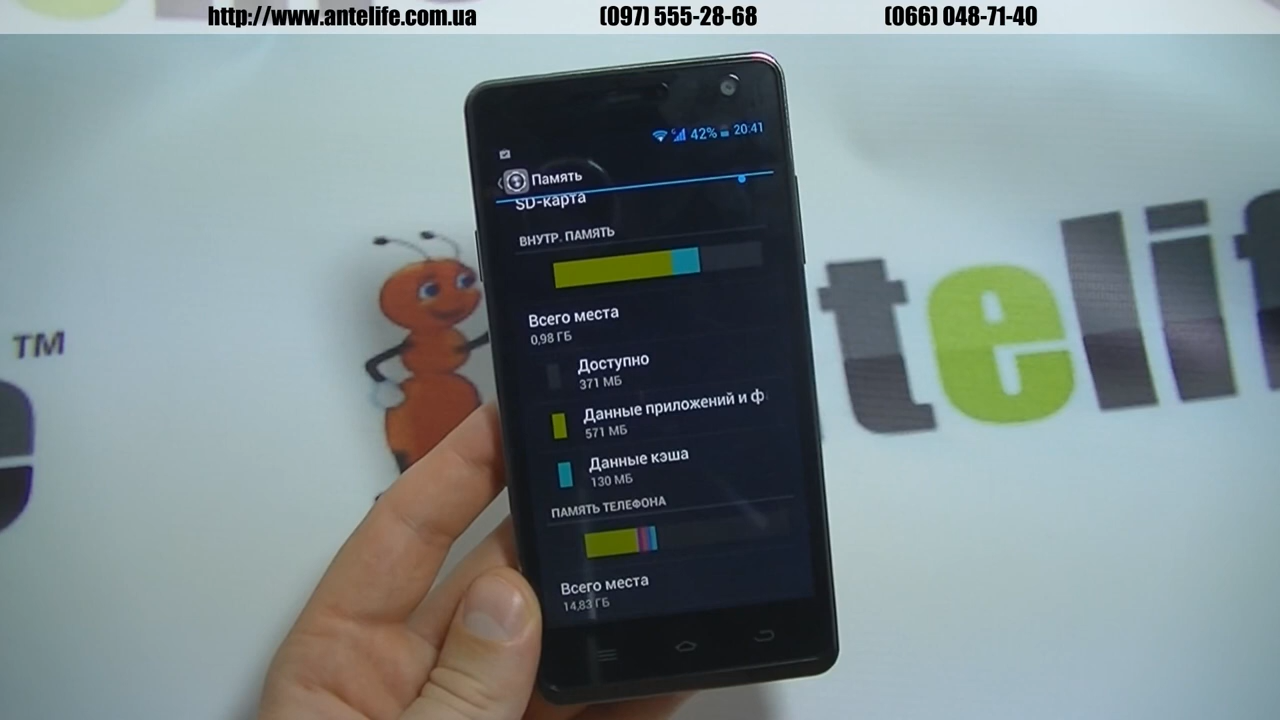 http://www.antelife.com.ua (097) 555-28-68 (066) 048-71-40
42% 20:41
Память
SD-карта
ВНУТР. ПАМЯТЬ
Всего места
0,98 ГБ
Доступно
371 МБ
Данные приложений и ф
571 МБ
Данные кэша
130 МБ
ПАМЯТЬ ТЕЛЕФОНА
Всего места
14,83 ГБ
TM
telif